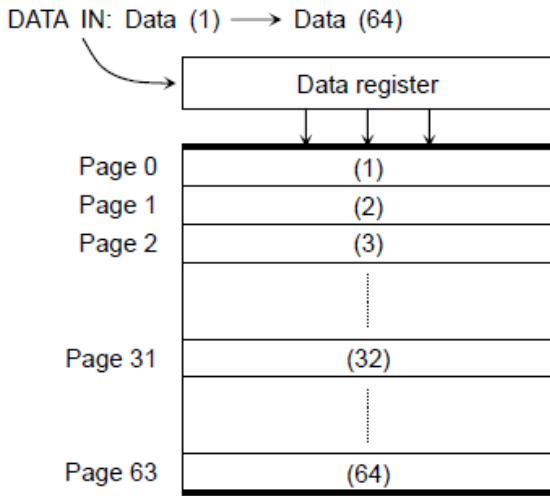 DATA IN: Data (1) Data (64)
Data register
Page 0 (1)
Page 1 (2)
Page 2 (3)
Page 31 (32)
Page 63 (64)